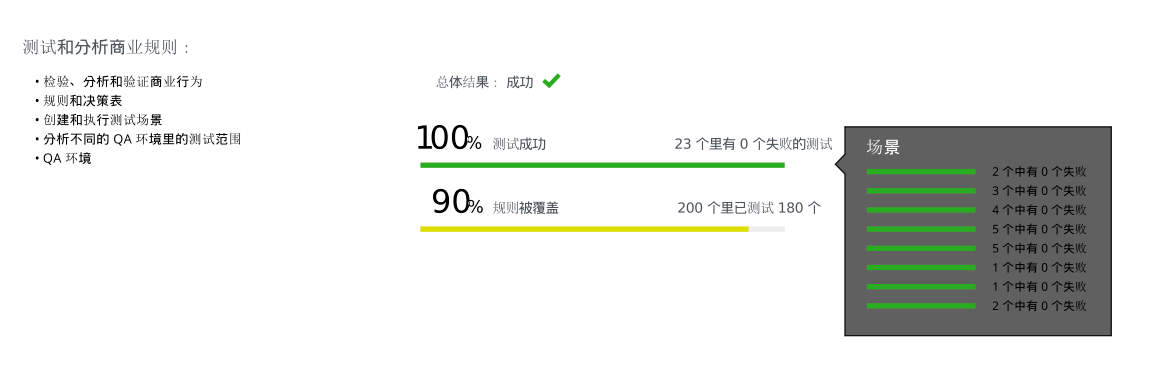 测试和分析商业规则：
• 检验、分析和验证商业行为
• 规则和决策表
• 创建和执行测试场景
• 分析不同的 QA 环境里的测试范围
• QA 环境
总体结果： 成功
100% 测试成功 23 个里有 0 个失败的测试
90% 规则被覆盖 200 个里已测试 180 个
场景
2 个中有 0 个失败
3 个中有 0 个失败
4 个中有 0 个失败
5 个中有 0 个失败
5 个中有 0 个失败
1 个中有 0 个失败
1 个中有 0 个失败
2 个中有 0 个失败